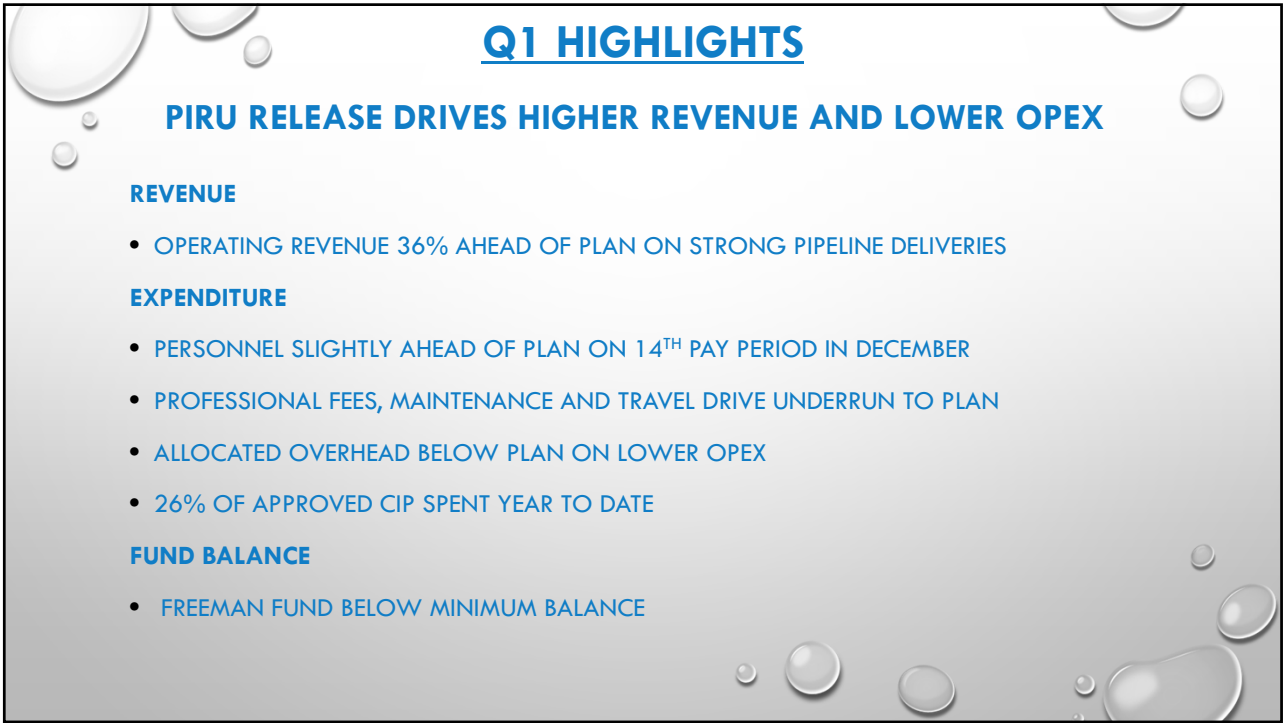 Q1 HIGHLIGHTS
PIRU RELEASE DRIVES HIGHER REVENUE AND LOWER OPEX
REVENUE
• OPERATING REVENUE 36% AHEAD OF PLAN ON STRONG PIPELINE DELIVERIES
EXPENDITURE
• PERSONNEL SLIGHTLY AHEAD OF PLAN ON 14TH PAY PERIOD IN DECEMBER
• PROFESSIONAL FEES, MAINTENANCE AND TRAVEL DRIVE UNDERRUN TO PLAN
• ALLOCATED OVERHEAD BELOW PLAN ON LOWER OPEX
• 26% OF APPROVED CIP SPENT YEAR TO DATE
FUND BALANCE
• FREEMAN FUND BELOW MINIMUM BALANCE